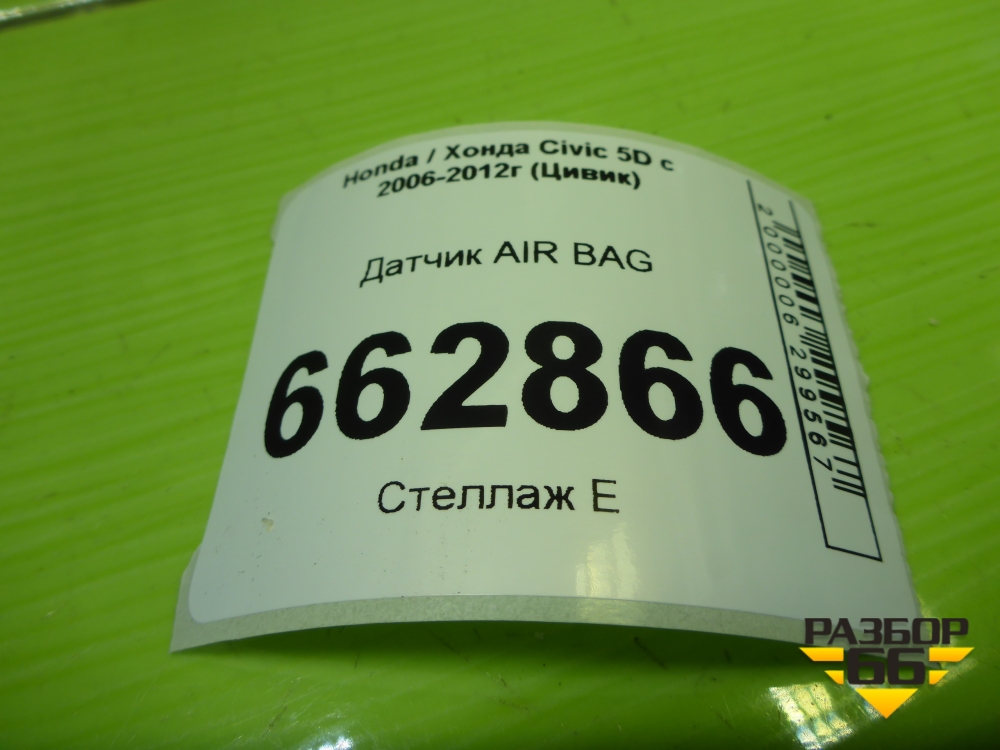 Honda / Хонда Civic 5D с
2006-2012г (Цивик)
Датчик AIR BAG
662866
Стеллаж Е
2000006299567
РАЗБОР
66